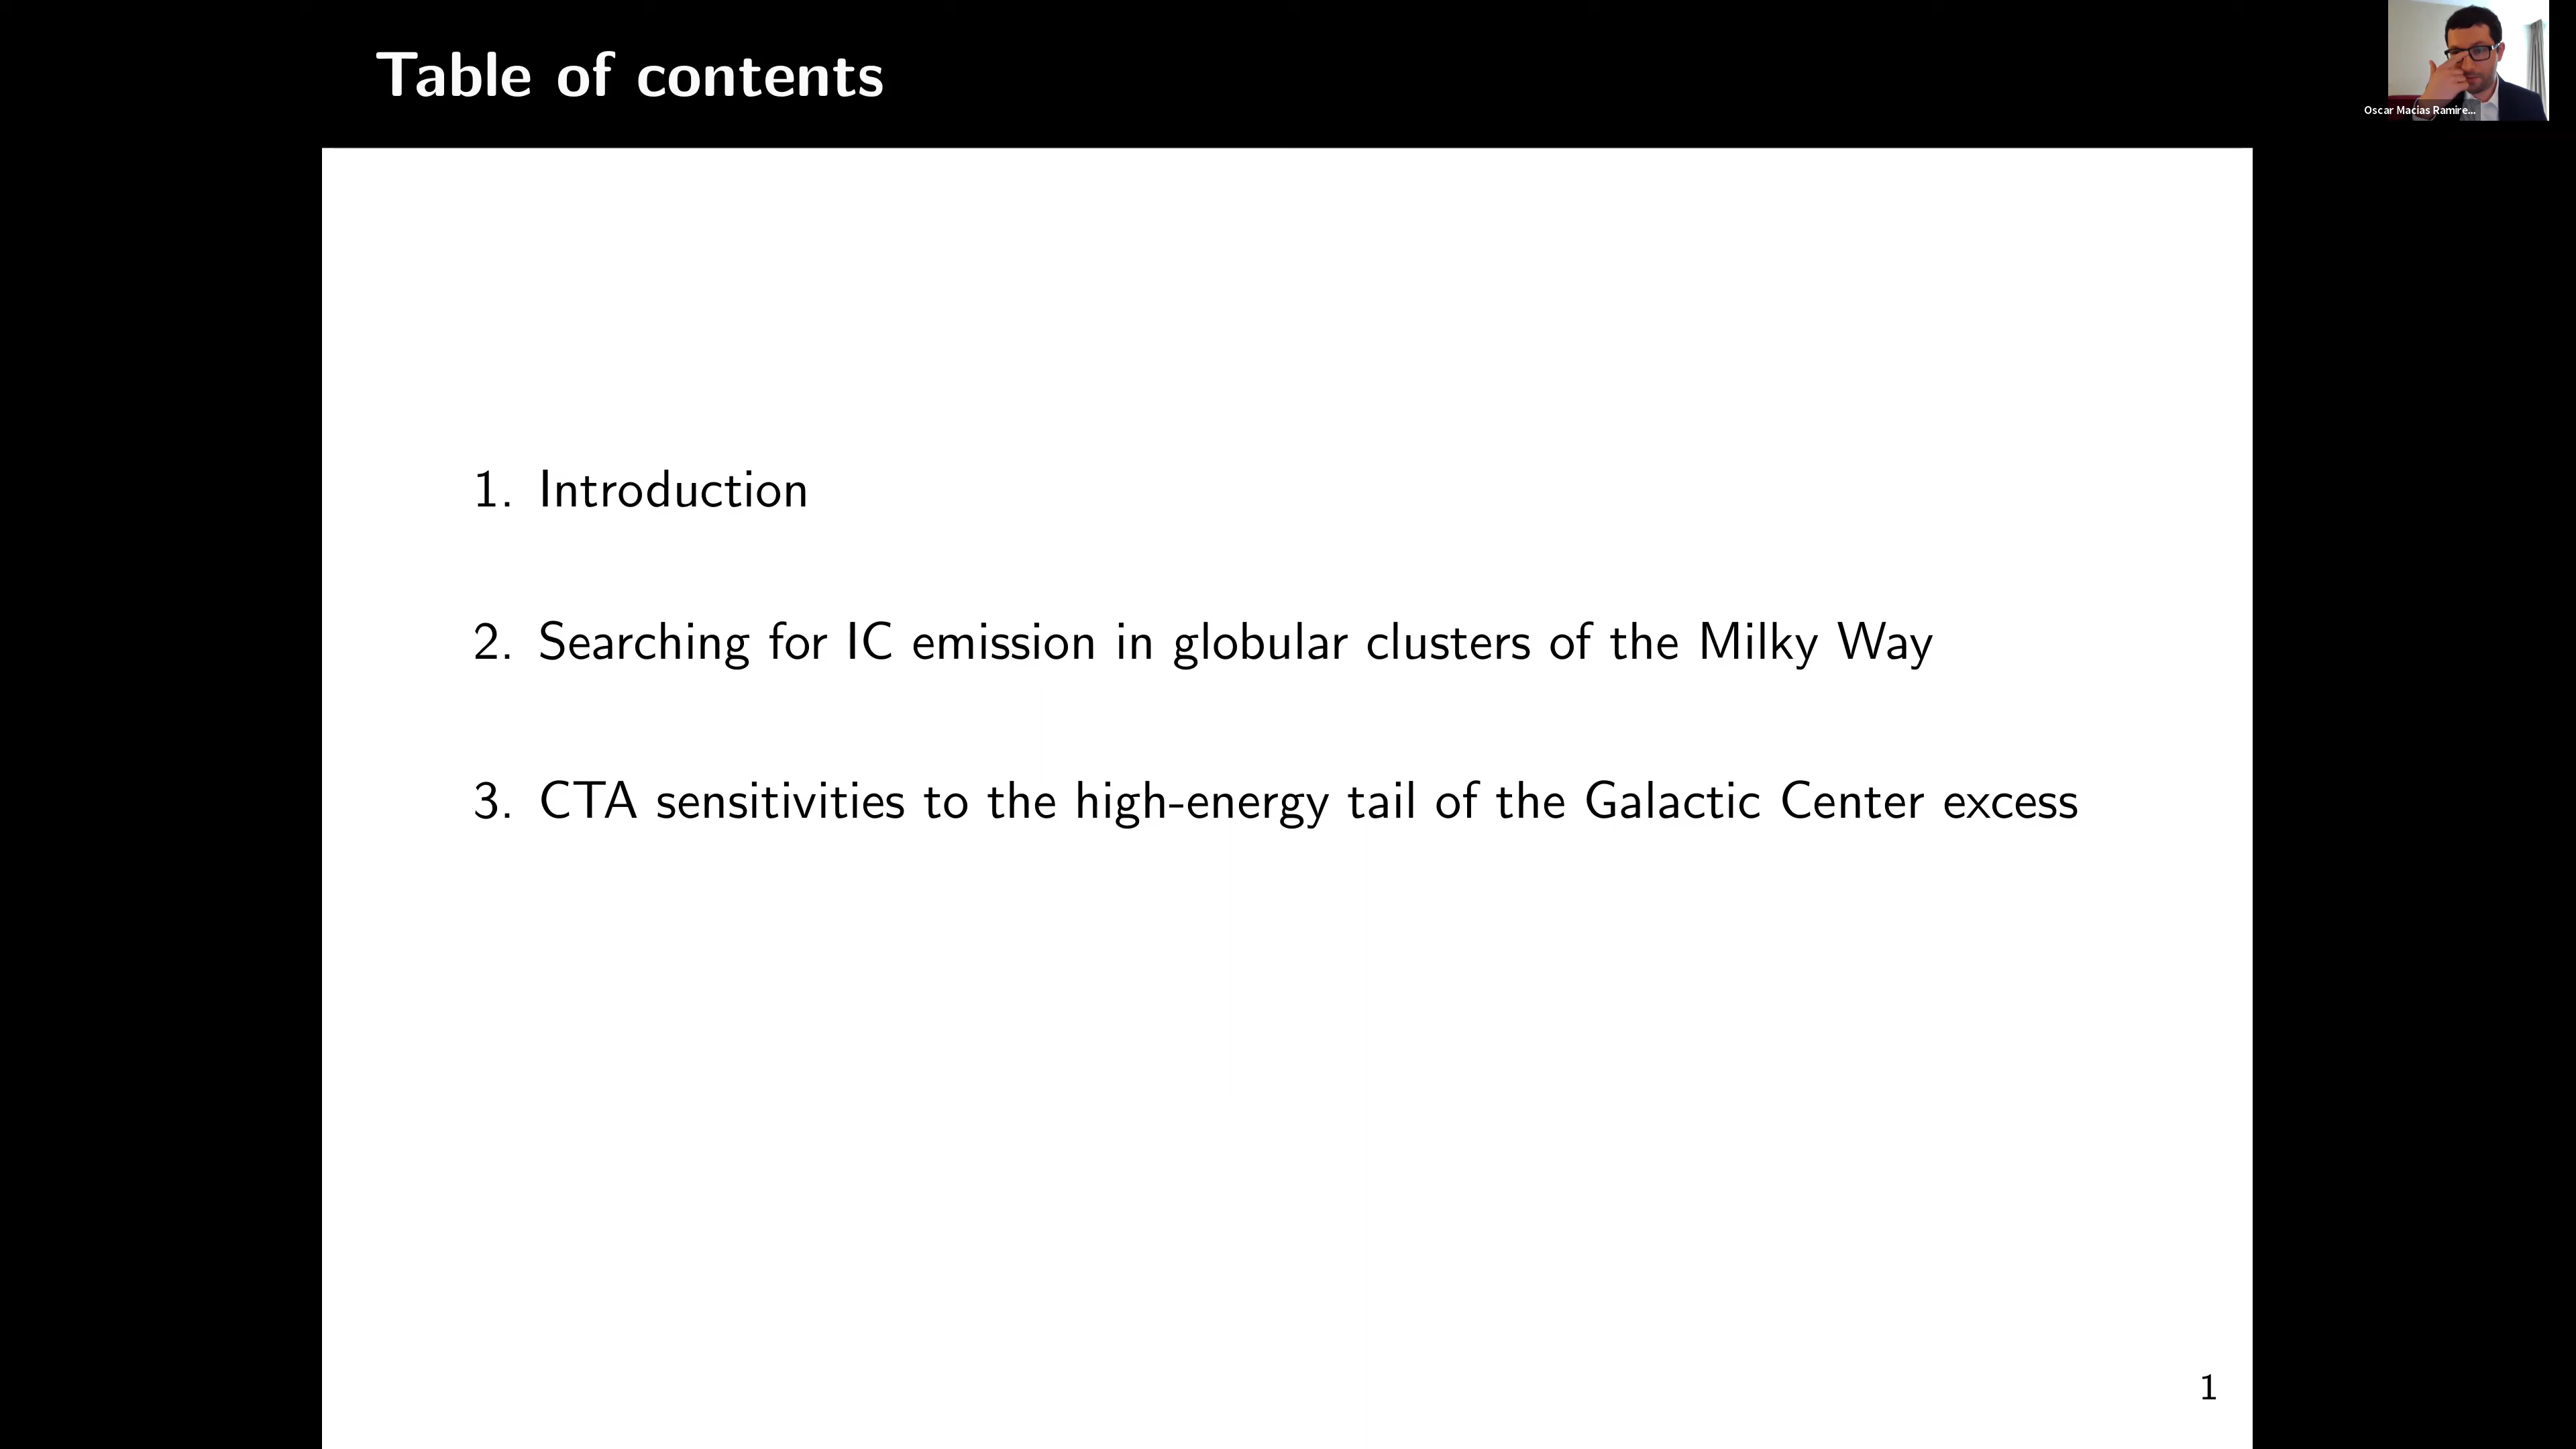 Table of contents
Oscar Macias Ramire...
1. Introduction
2. Searching for IC emission in globular clusters of the Milky Way
3. CTA sensitivities to the high-energy tail of the Galactic Center excess
1